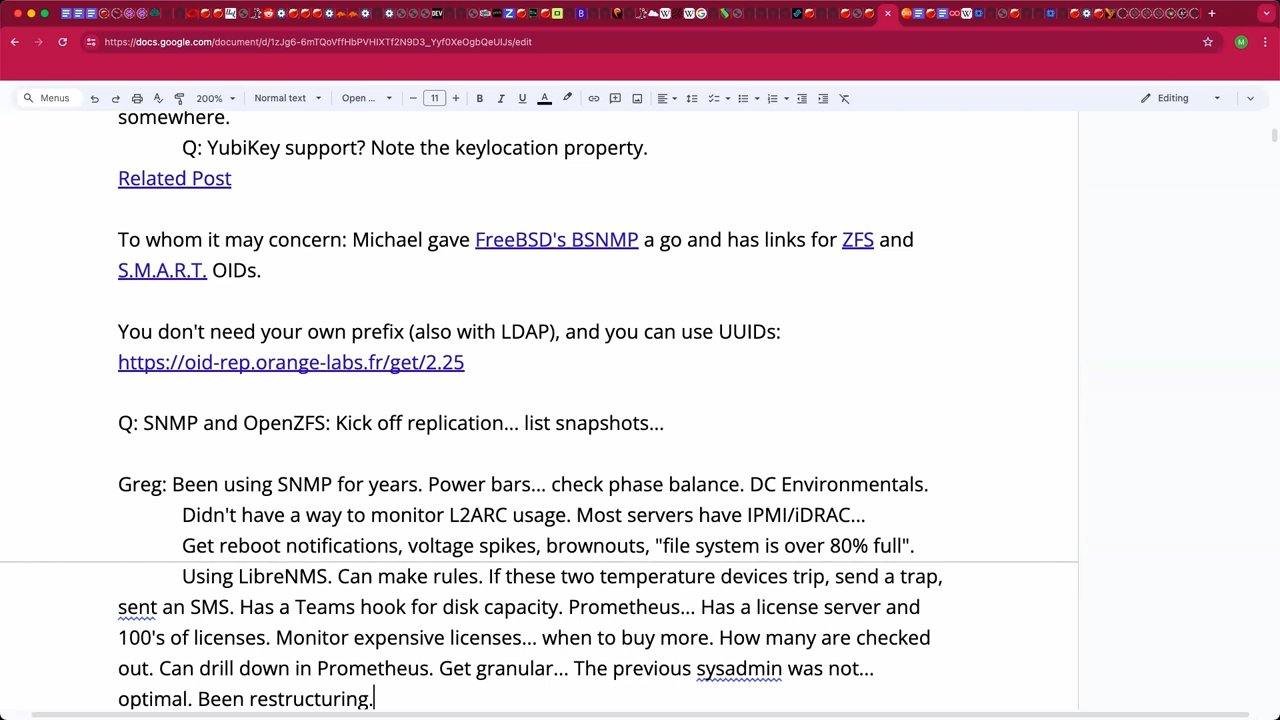 https://docs.google.com/document/d/1zJg6-6mTQoVffHbPVHIXTf2N9D3_Yyf0XeOgbQeUlJs/edit
M
Menus
200%
Normal text
Open ...
11
Editing
somewhere.
Q: YubiKey support? Note the keylocation property.
Related Post
To whom it may concern: Michael gave FreeBSD's BSNMP a go and has links for ZFS and
S.M.A.R.T. OIDs.
You don't need your own prefix (also with LDAP), and you can use UUIDs:
https://oid-rep.orange-labs.fr/get/2.25
Q: SNMP and OpenZFS: Kick off replication... list snapshots...
Greg: Been using SNMP for years. Power bars... check phase balance. DC Environmentals.
Didn't have a way to monitor L2ARC usage. Most servers have IPMI/iDRAC...
Get reboot notifications, voltage spikes, brownouts, "file system is over 80% full".
Using LibreNMS. Can make rules. If these two temperature devices trip, send a trap,
sent an SMS. Has a Teams hook for disk capacity. Prometheus... Has a license server and
100's of licenses. Monitor expensive licenses... when to buy more. How many are checked
out. Can drill down in Prometheus. Get granular... The previous sysadmin was not...
optimal. Been restructuring.